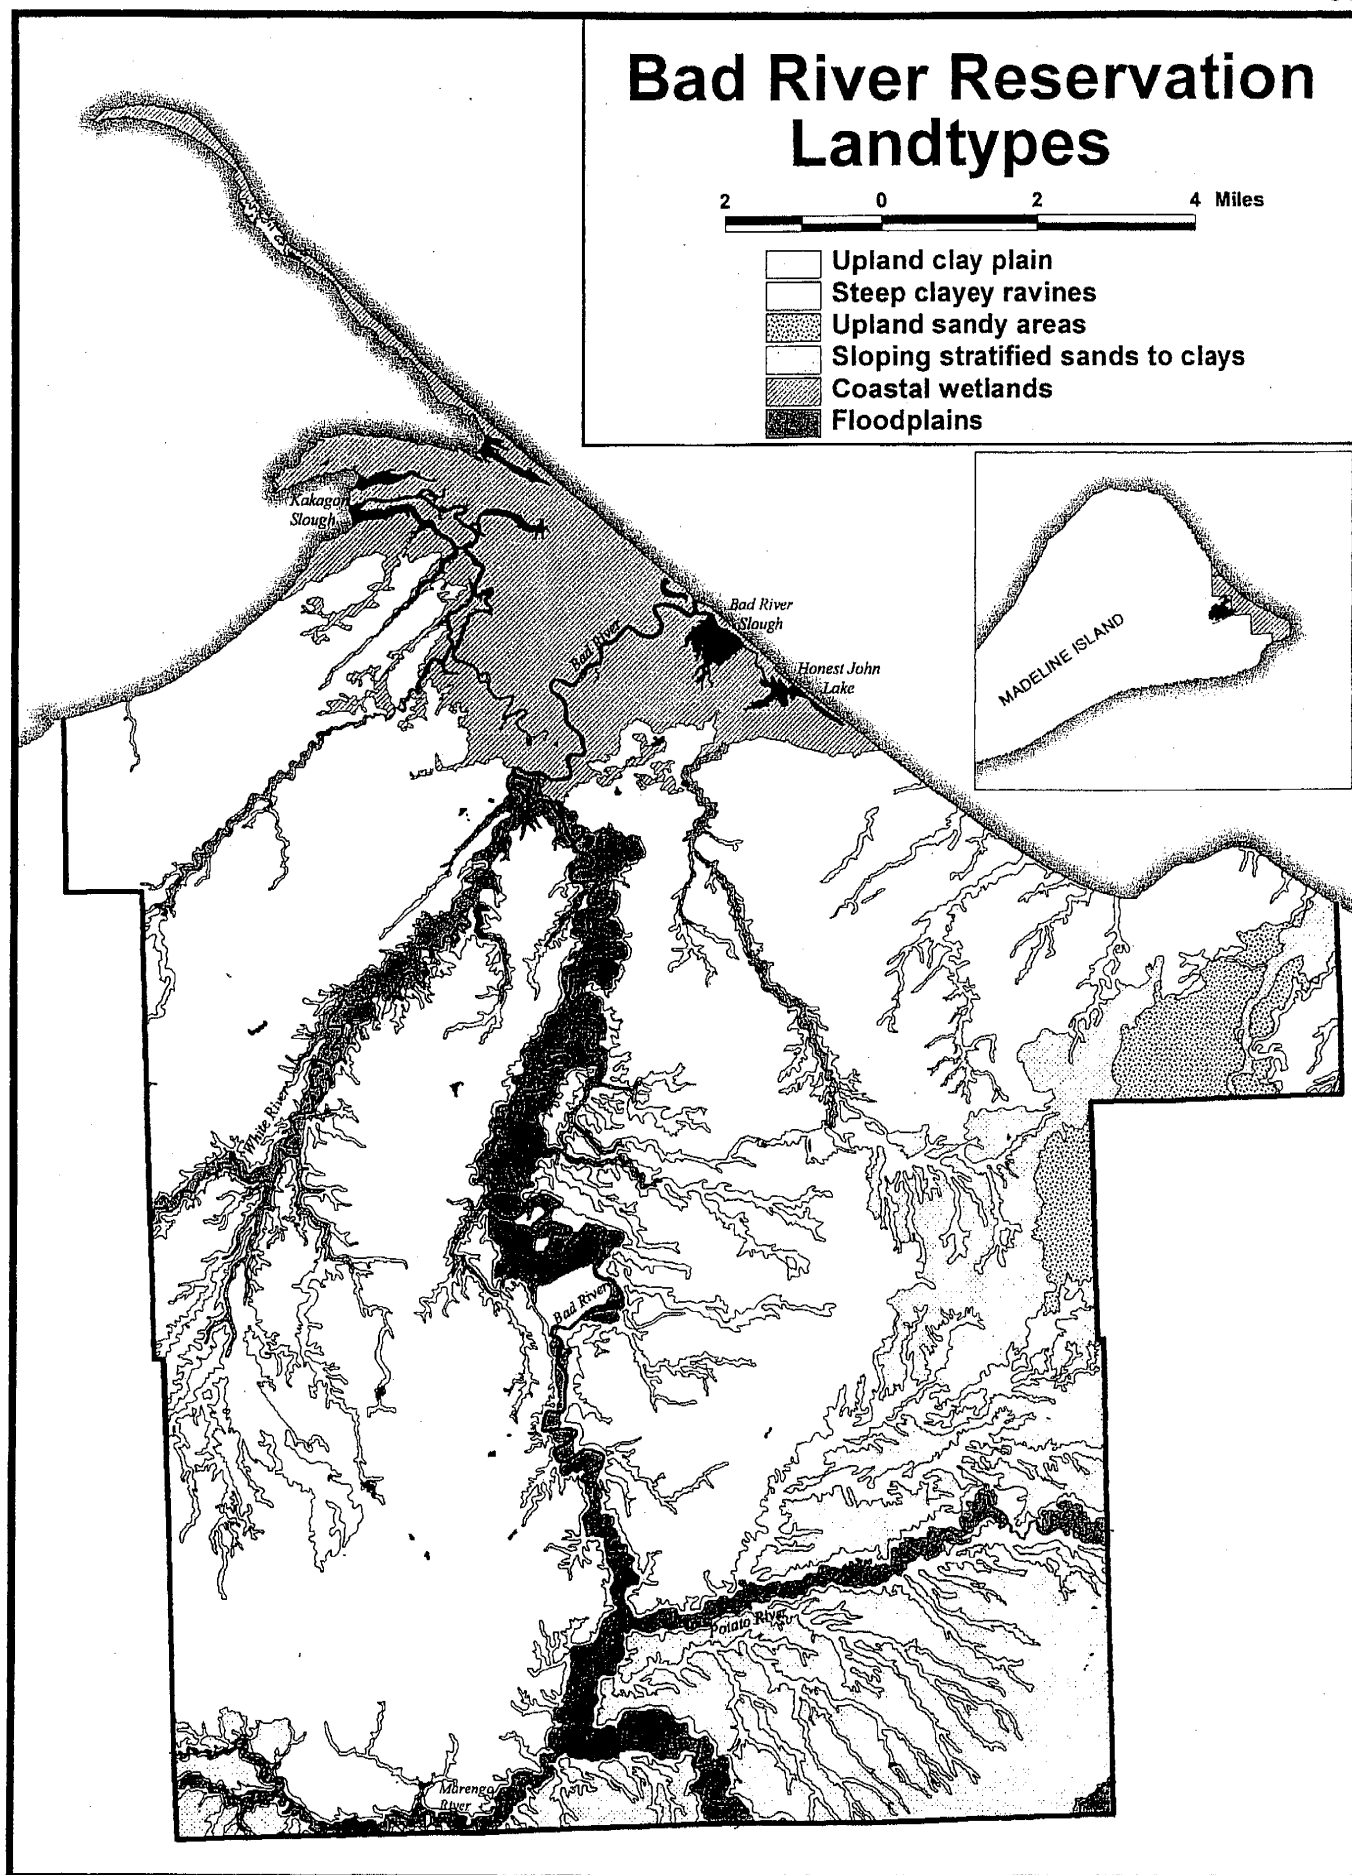 Bad River Reservation
Landtypes
2 0 2 4 Miles
Upland clay plain
Steep clayey ravines
Upland sandy areas
Sloping stratified sands to clays
Coastal wetlands
Floodplains
Kakagon
Slough
Bad River
Slough
Bad River
Honest John
Lake
MADELINE ISLAND
White River
Bad River
Potato River
Marengo
River